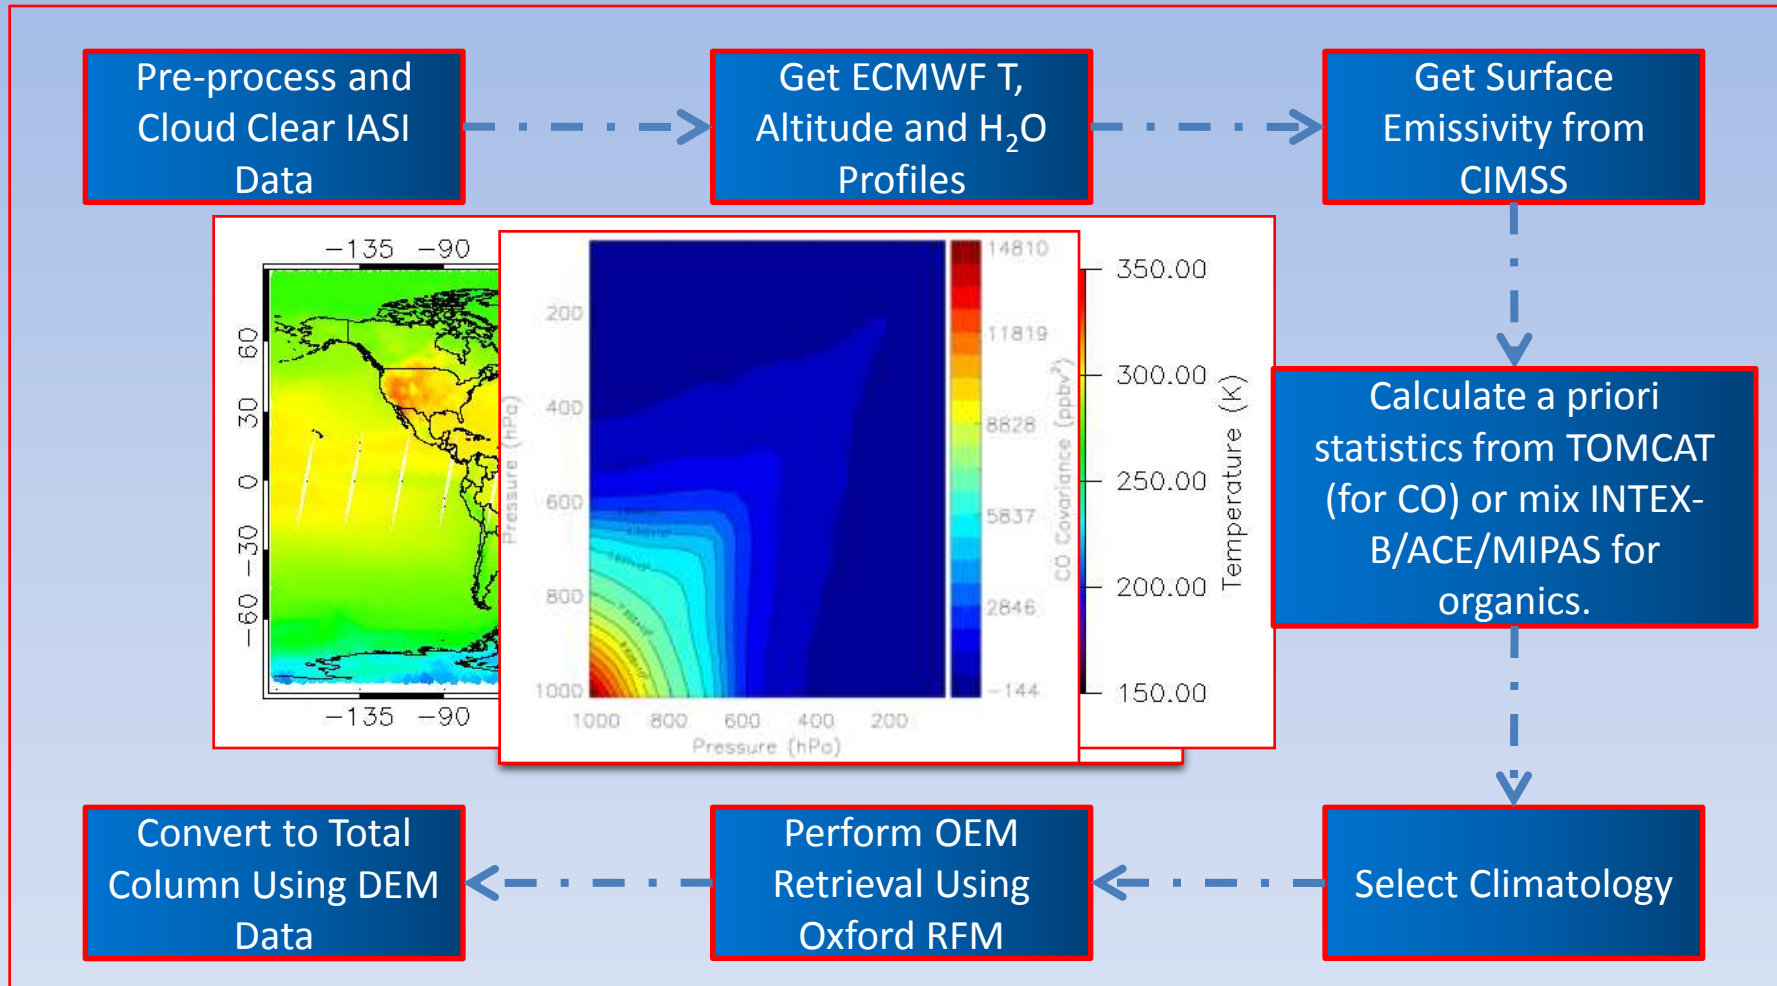 Pre-process and
Cloud Clear IASI
Data
Get ECMWF T,
Altitude and H₂O
Profiles
Get Surface
Emissivity from
CIMSS
−135 −90
60
30
0
−30
−60
−135 −90
200
400
600
800
1000
Pressure (hPa)
1000 800 600 400 200
Pressure (hPa)
14810
11819
8828
5837
2846
−144
CO Covariance (ppbv²)
350.00
300.00
250.00
200.00
150.00
Temperature (K)
Calculate a priori
statistics from TOMCAT
(for CO) or mix INTEX-
B/ACE/MIPAS for
organics.
Convert to Total
Column Using DEM
Data
Perform OEM
Retrieval Using
Oxford RFM
Select Climatology